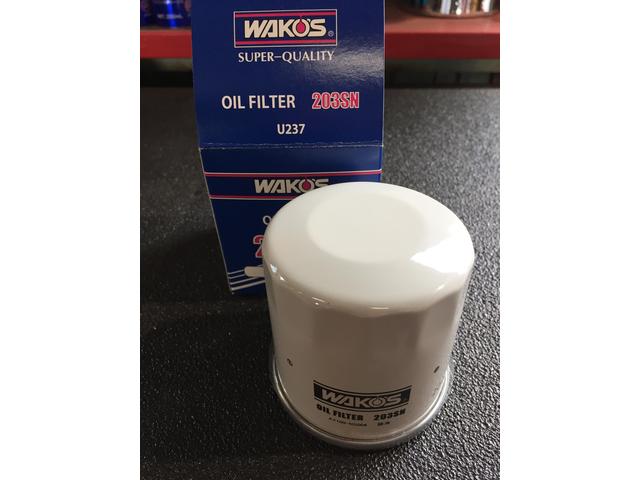 WAKO'S®
SUPER-QUALITY
OIL FILTER 203SN
U237
WAKO'S
WAKO'S
OIL FILTER 203SN